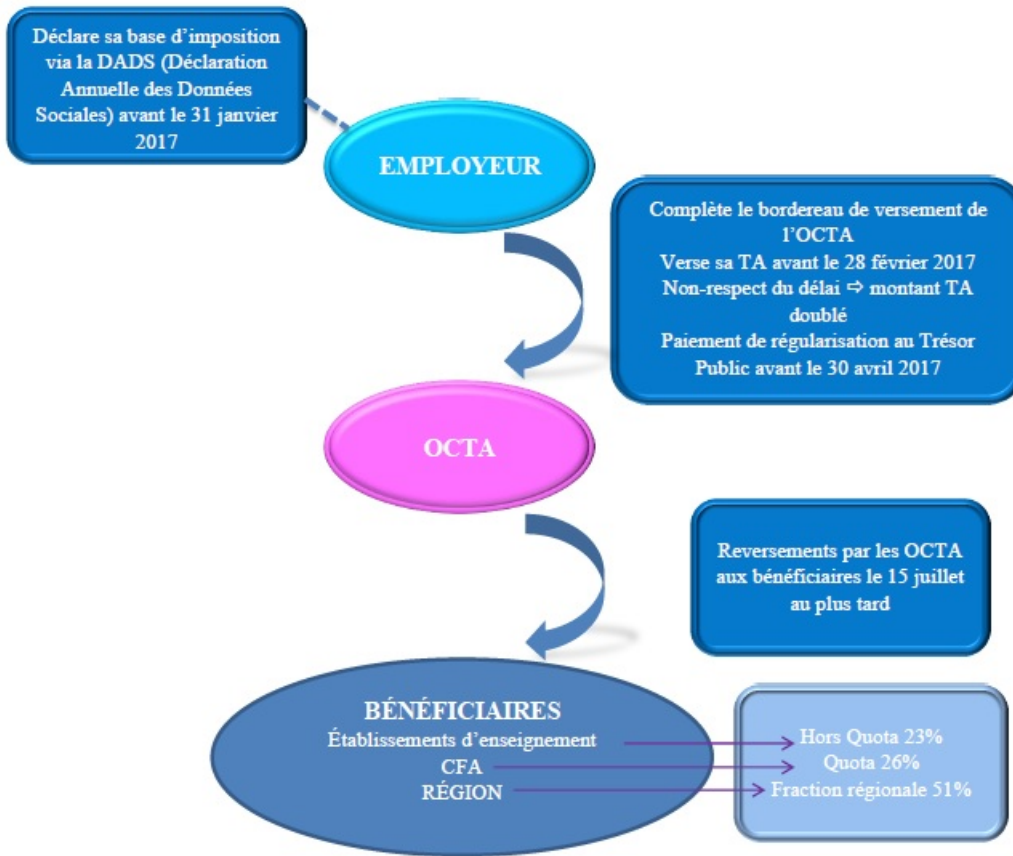 Déclare sa base d'imposition
via la DADS (Déclaration
Annuelle des Données
Sociales) avant le 31 janvier
2017
EMPLOYEUR
Complète le bordereau de versement de
l'OCTA
Verse sa TA avant le 28 février 2017
Non-respect du délai ⇨ montant TA
doublé
Paiement de régularisation au Trésor
Public avant le 30 avril 2017
OCTA
Reversements par les OCTA
aux bénéficiaires le 15 juillet
au plus tard
BÉNÉFICIAIRES
Établissements d'enseignement
CFA
RÉGION
Hors Quota 23%
Quota 26%
Fraction régionale 51%